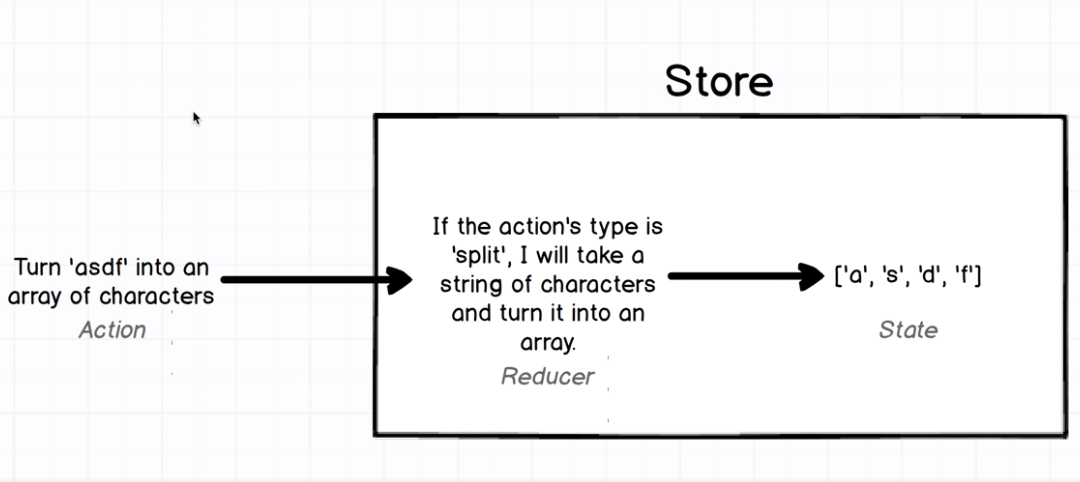 Store
Turn 'asdf' into an
array of characters
Action
If the action's type is
'split', I will take a
string of characters
and turn it into an
array.
Reducer
['a', 's', 'd', 'f']
State